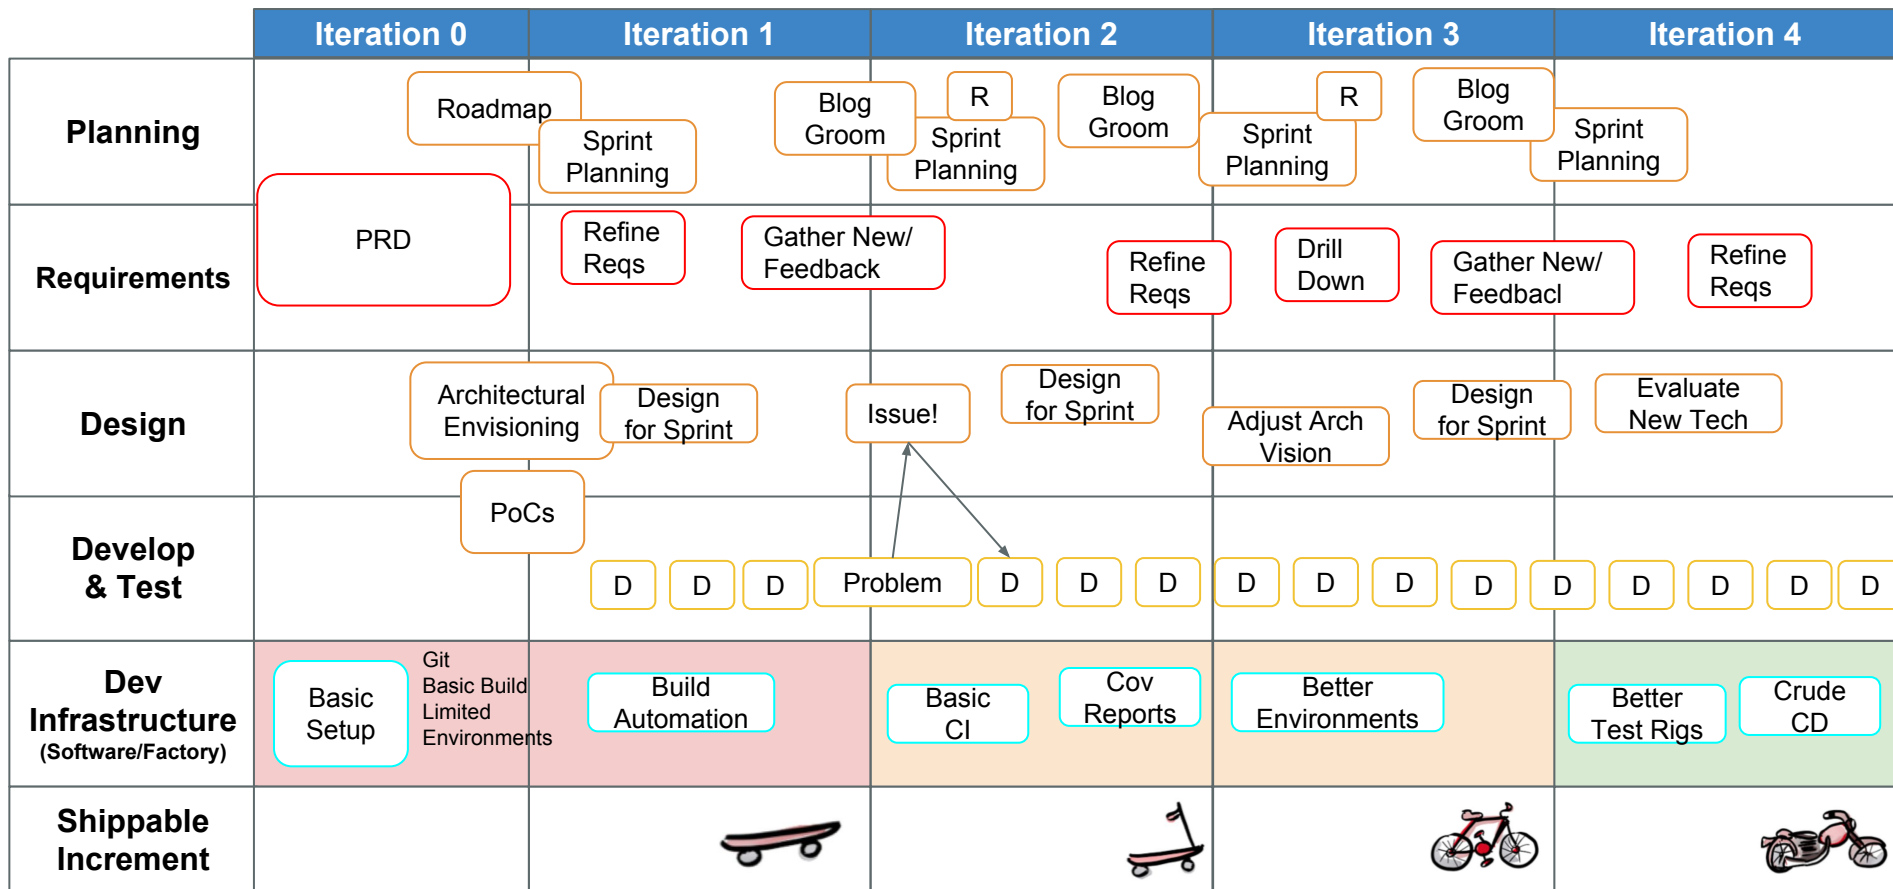 Iteration 0
Iteration 1
Iteration 2
Iteration 3
Iteration 4
Planning
Roadmap
Sprint
Planning
Blog
Groom
R
Sprint
Planning
Blog
Groom
Sprint
Planning
R
Blog
Groom
Sprint
Planning
Requirements
PRD
Refine
Reqs
Gather New/
Feedback
Refine
Reqs
Drill
Down
Gather New/
Feedbacl
Refine
Reqs
Design
Architectural
Envisioning
Design
for Sprint
Issue!
Design
for Sprint
Adjust Arch
Vision
Design
for Sprint
Evaluate
New Tech
PoCs
Develop
& Test
D
D
D
Problem
D
D
D
D
D
D
D
D
D
D
D
D
Dev
Infrastructure
(Software/Factory)
Basic
Setup
Git
Basic Build
Limited
Environments
Build
Automation
Basic
CI
Cov
Reports
Better
Environments
Better
Test Rigs
Crude
CD
Shippable
Increment